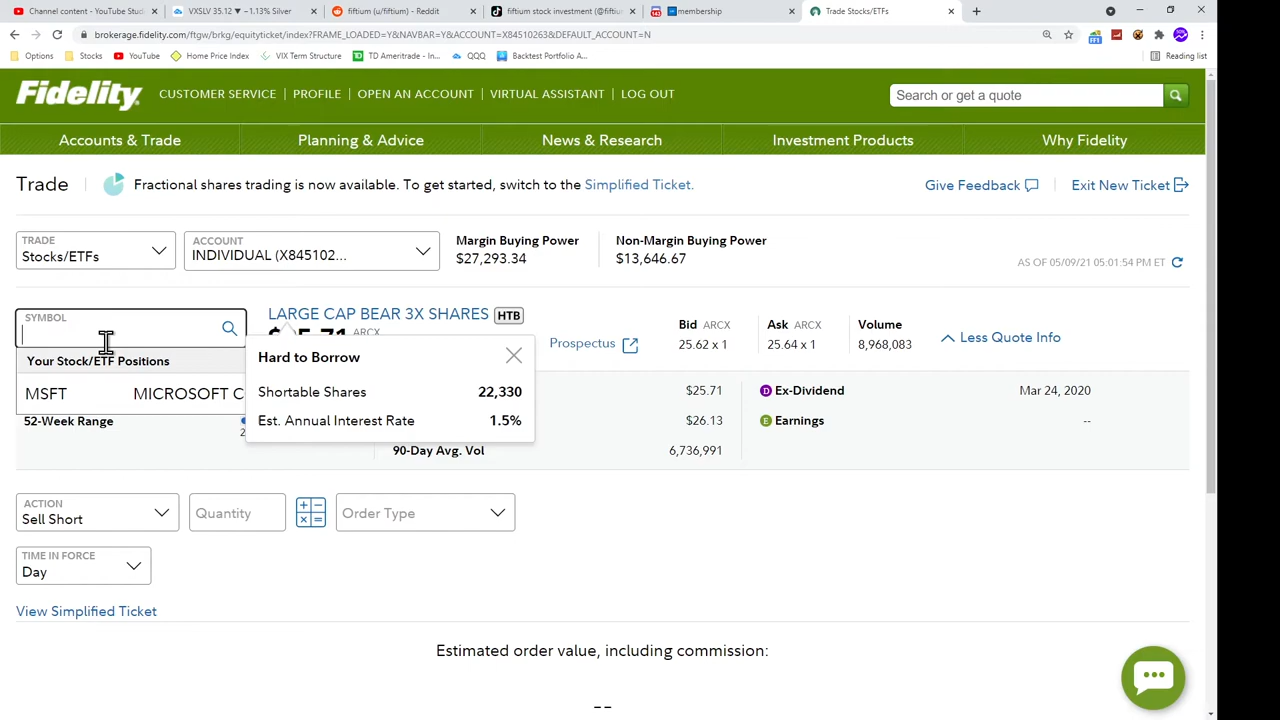 Channel content - YouTube Studi
VXSLV 35.12 ▼ −1.13% Silver
fiftium (u/fiftium) - Reddit
fiftium stock investment (@fiftiu
membership
Trade Stocks/ETFs
brokerage.fidelity.com/ftgw/brkg/equityticket/index?FRAME_LOADED=Y&NAVBAR=Y&ACCOUNT=X84510263&DEFAULT_ACCOUNT=N
Options
Stocks
YouTube
Home Price Index
VIX Term Structure
TD Ameritrade - In...
QQQ
Backtest Portfolio A...
Reading list
Fidelity
CUSTOMER SERVICE | PROFILE | OPEN AN ACCOUNT | VIRTUAL ASSISTANT | LOG OUT
Search or get a quote
Accounts & Trade
Planning & Advice
News & Research
Investment Products
Why Fidelity
Trade
Fractional shares trading is now available. To get started, switch to the Simplified Ticket.
Give Feedback
Exit New Ticket
TRADE
Stocks/ETFs
ACCOUNT
INDIVIDUAL (X845102...
Margin Buying Power
$27,293.34
Non-Margin Buying Power
$13,646.67
AS OF 05/09/21 05:01:54 PM ET
SYMBOL
LARGE CAP BEAR 3X SHARES HTB
ARCX
Your Stock/ETF Positions
MSFT MICROSOFT C
Hard to Borrow
Shortable Shares 22,330
Est. Annual Interest Rate 1.5%
Prospectus
Bid ARCX
25.62 x 1
Ask ARCX
25.64 x 1
Volume
8,968,083
Less Quote Info
$25.71
Ex-Dividend Mar 24, 2020
52-Week Range
$26.13
Earnings --
90-Day Avg. Vol 6,736,991
ACTION
Sell Short
Quantity
Order Type
TIME IN FORCE
Day
View Simplified Ticket
Estimated order value, including commission:
--